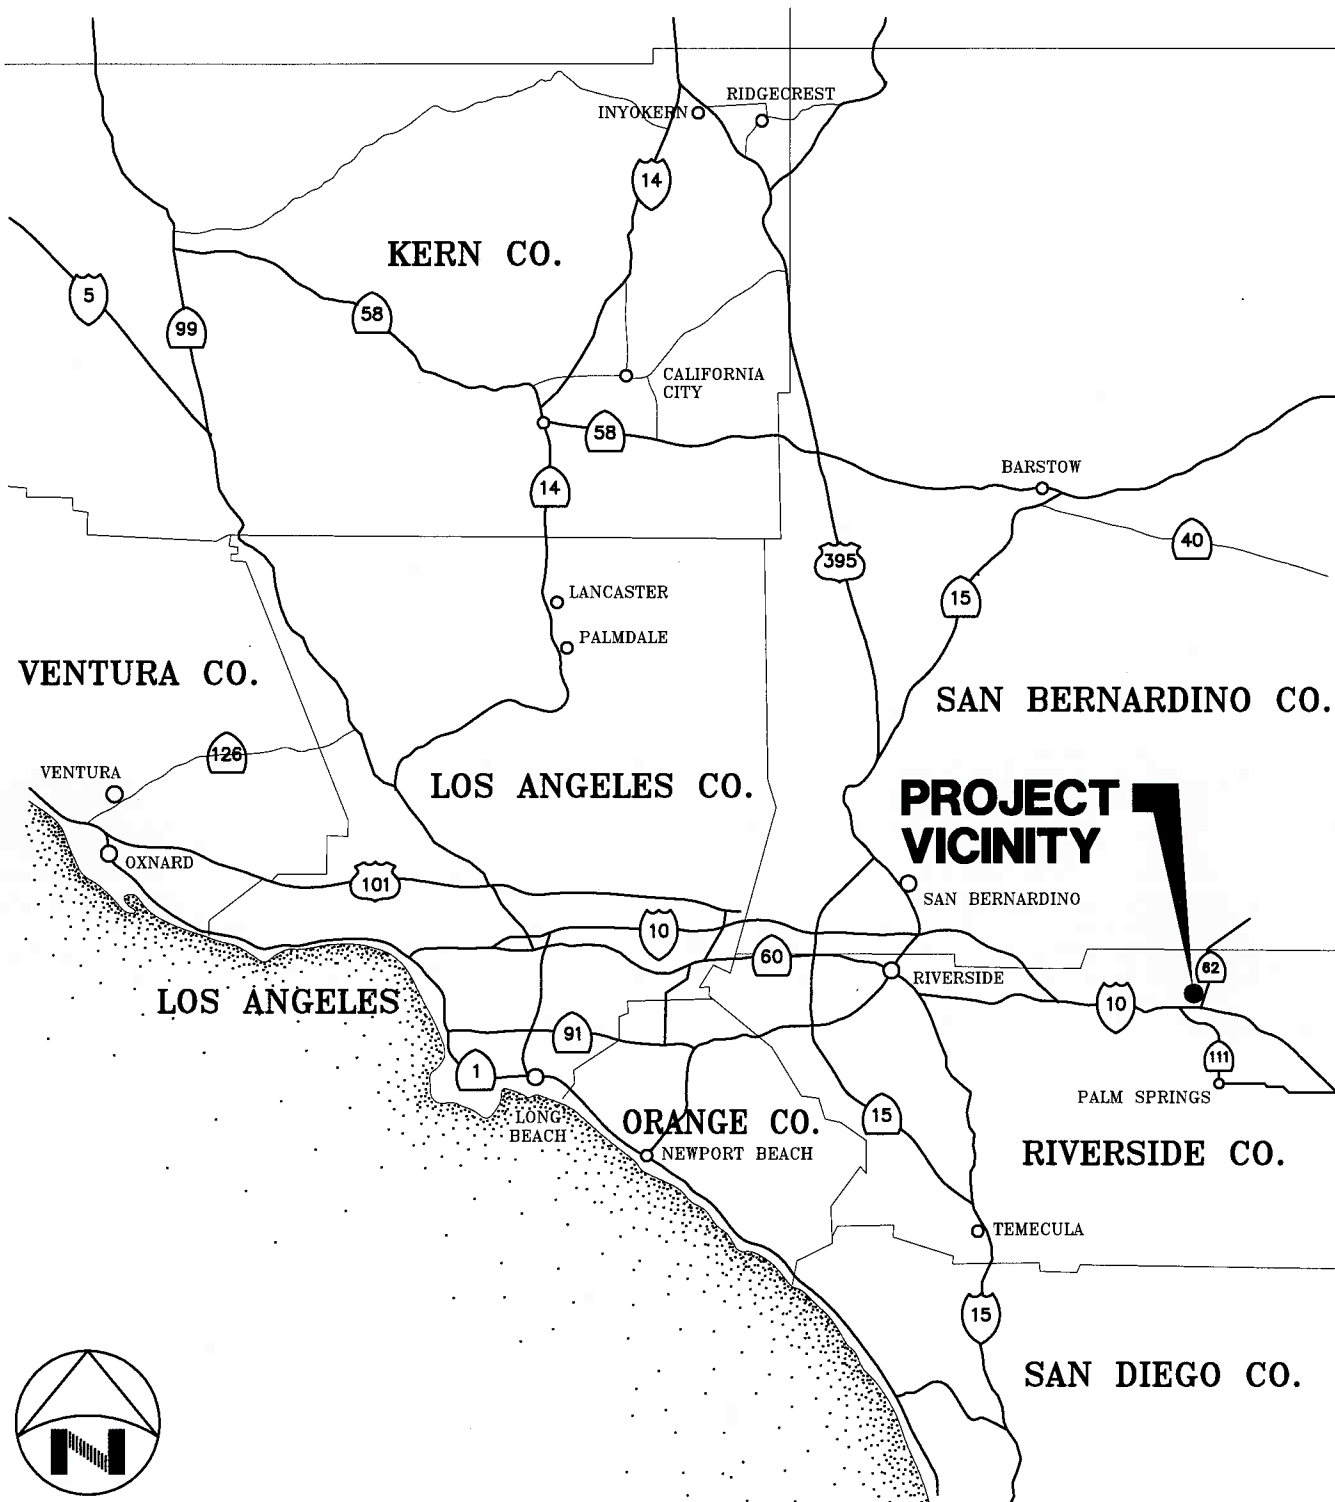 RIDGECREST
INYOKERN
14
KERN CO.
5
99
58
CALIFORNIA
CITY
58
BARSTOW
14
40
395
15
LANCASTER
PALMDALE
VENTURA CO.
SAN BERNARDINO CO.
126
VENTURA
LOS ANGELES CO.
PROJECT
VICINITY
OXNARD
101
SAN BERNARDINO
10
60
62
RIVERSIDE
LOS ANGELES
10
91
111
1
PALM SPRINGS
LONG
BEACH
ORANGE CO.
15
NEWPORT BEACH
RIVERSIDE CO.
TEMECULA
15
SAN DIEGO CO.
N